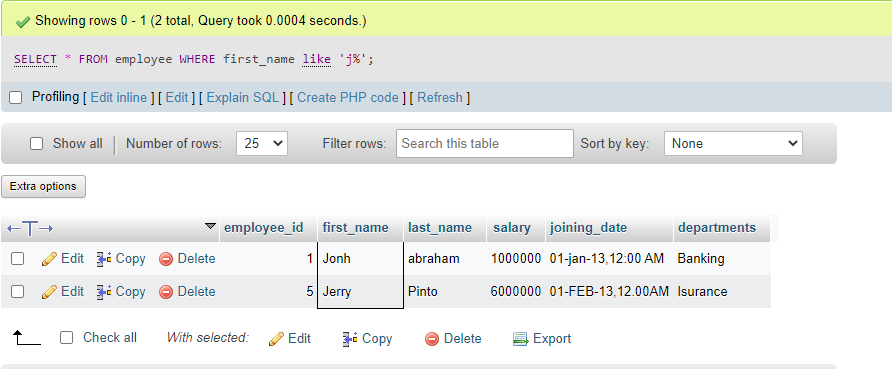 Showing rows 0 - 1 (2 total, Query took 0.0004 seconds.)
SELECT * FROM employee WHERE first_name like 'j%';
Profiling [ Edit inline ] [ Edit ] [ Explain SQL ] [ Create PHP code ] [ Refresh ]
Show all Number of rows: 25 Filter rows: Search this table Sort by key: None
Extra options
employee_id first_name last_name salary joining_date departments
Edit Copy Delete 1 Jonh abraham 1000000 01-jan-13,12:00 AM Banking
Edit Copy Delete 5 Jerry Pinto 6000000 01-FEB-13,12.00AM Isurance
Check all With selected: Edit Copy Delete Export